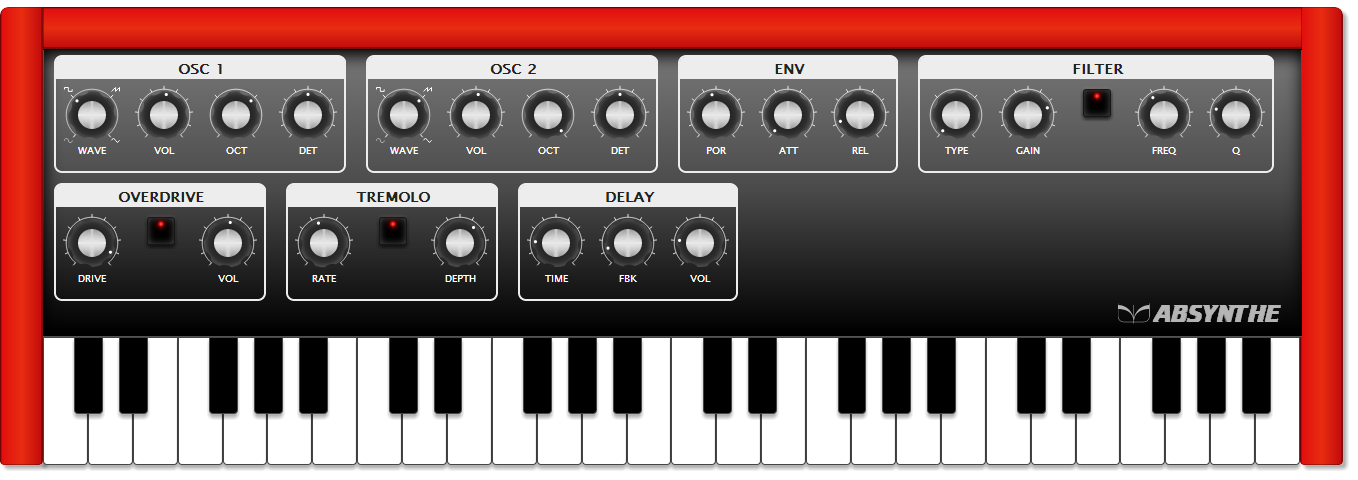 OSC 1
OSC 2
ENV
FILTER
WAVE VOL OCT DET
WAVE VOL OCT DET
POR ATT REL
TYPE GAIN FREQ Q
OVERDRIVE
TREMOLO
DELAY
DRIVE VOL
RATE DEPTH
TIME FBK VOL
ABSYNTHE